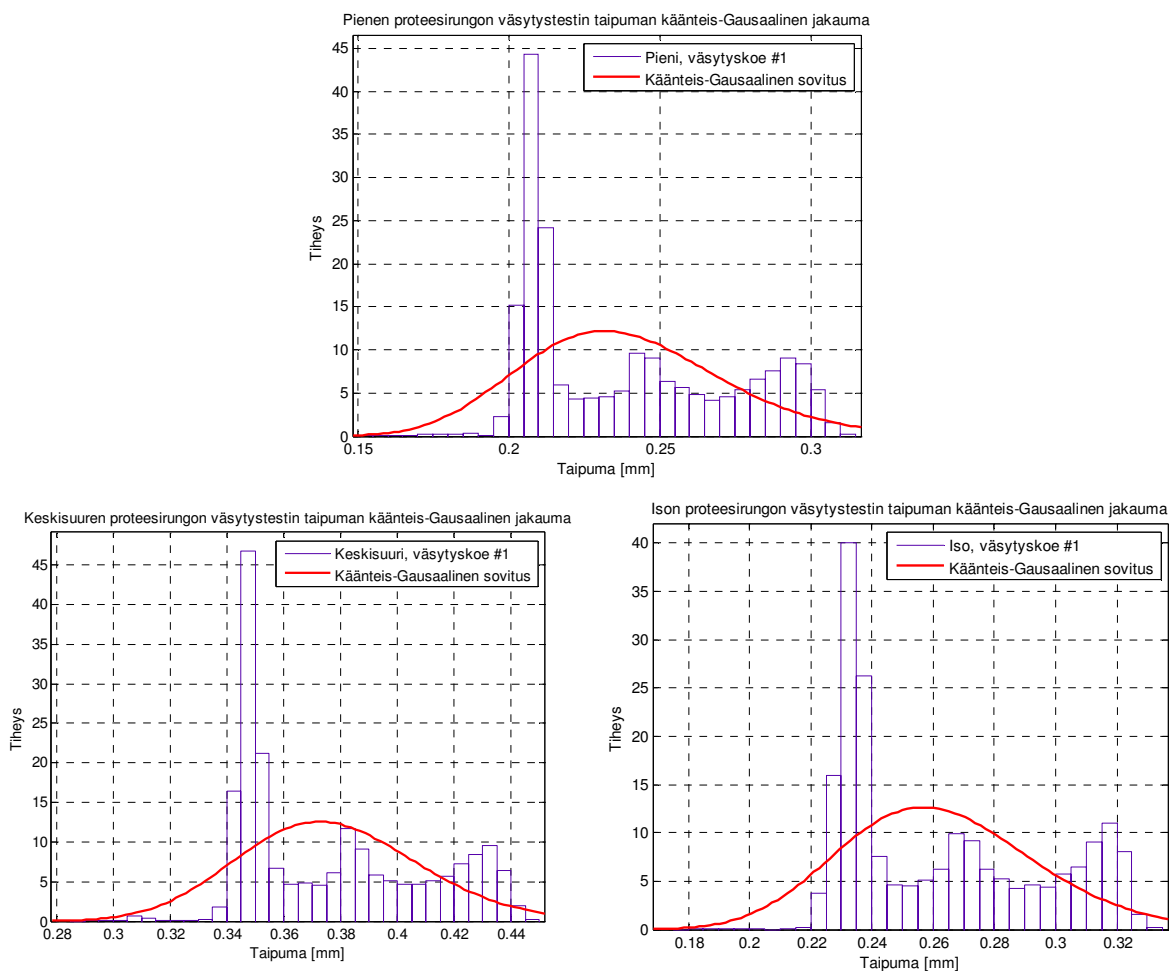 Pienen proteesirungon väsytystestin taipuman käänteis-Gausaalinen jakauma
Pieni, väsytyskoe #1
Käänteis-Gausaalinen sovitus
45
40
35
30
25
20
15
10
5
0
Tiheys
0.15 0.2 0.25 0.3
Taipuma [mm]
Keskisuuren proteesirungon väsytystestin taipuman käänteis-Gausaalinen jakauma
Keskisuuri, väsytyskoe #1
Käänteis-Gausaalinen sovitus
45
40
35
30
25
20
15
10
5
0
Tiheys
0.28 0.3 0.32 0.34 0.36 0.38 0.4 0.42 0.44
Taipuma [mm]
Ison proteesirungon väsytystestin taipuman käänteis-Gausaalinen jakauma
Iso, väsytyskoe #1
Käänteis-Gausaalinen sovitus
40
35
30
25
20
15
10
5
0
Tiheys
0.18 0.2 0.22 0.24 0.26 0.28 0.3 0.32
Taipuma [mm]